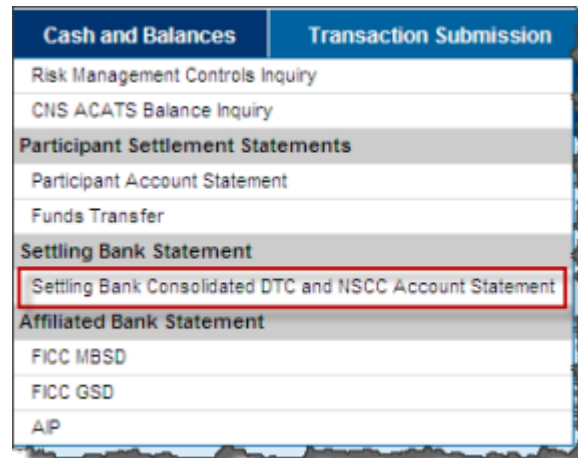 Cash and Balances Transaction Submission
Risk Management Controls Inquiry
CNS ACATS Balance Inquiry
Participant Settlement Statements
Participant Account Statement
Funds Transfer
Settling Bank Statement
Settling Bank Consolidated DTC and NSCC Account Statement
Affiliated Bank Statement
FICC MBSD
FICC GSD
AIP